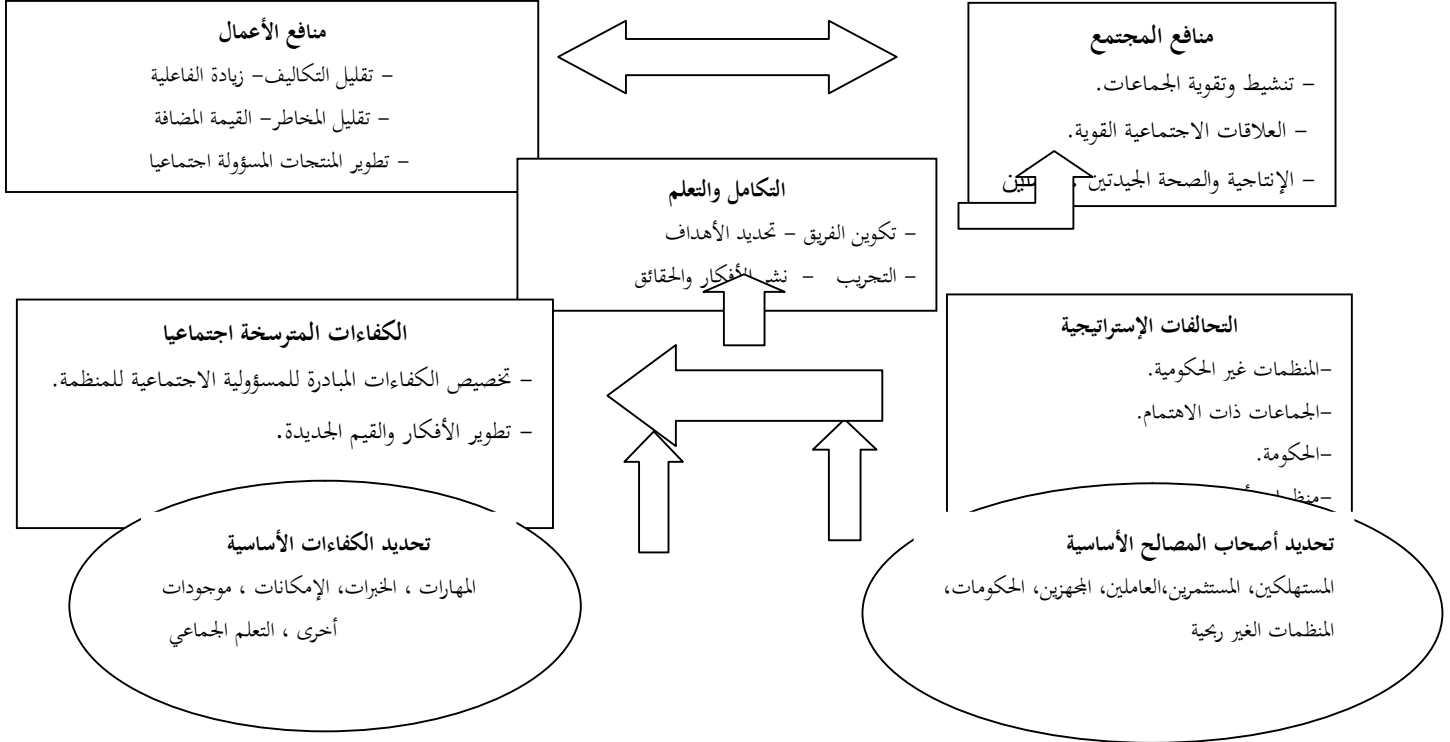 منافع المجتمع
– تنشيط وتقوية الجماعات.
– العلاقات الاجتماعية القوية.
– الإنتاجية والصحة الجيدتين
منافع الأعمال
– تقليل التكاليف– زيادة الفاعلية
– تقليل المخاطر– القيمة المضافة
– تطوير المنتجات المسؤولة اجتماعيا
التكامل والتعلم
– تكوين الفريق – تحديد الأهداف
– التجريب – نشر الأفكار والحقائق
التحالفات الإستراتيجية
–المنظمات غير الحكومية.
–الجماعات ذات الاهتمام.
–الحكومة.
الكفاءات المترسخة اجتماعيا
– تخصيص الكفاءات المبادرة للمسؤولية الاجتماعية للمنظمة.
– تطوير الأفكار والقيم الجديدة.
تحديد أصحاب المصالح الأساسية
المستهلكين، المستثمرين،العاملين، المجهزين، الحكومات،
المنظمات الغير ربحية
تحديد الكفاءات الأساسية
المهارات ، الخبرات، الإمكانات ، موجودات
أخرى ، التعلم الجماعي